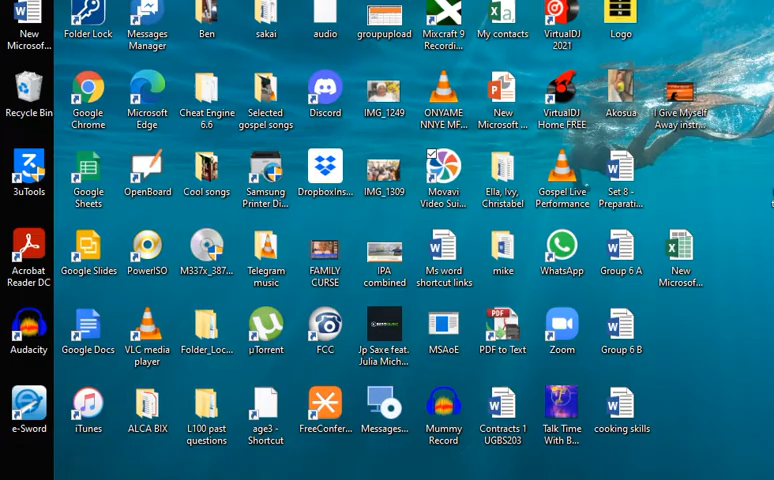 New
Microsof...
Folder Lock
Messages
Manager
Ben
sakai
audio
groupupload
Mixcraft 9
Recordi...
My contacts
VirtualDJ
2021
Logo
Recycle Bin
Google
Chrome
Microsoft
Edge
Cheat Engine
6.6
Selected
gospel songs
Discord
IMG_1249
ONYAME
NNYE MF...
New
Microsoft ...
VirtualDJ
Home FREE
Akosua
I Give Myself
Away instr...
3uTools
Google
Sheets
OpenBoard
Cool songs
Samsung
Printer Di...
DropboxIns...
IMG_1309
Movavi
Video Sui...
Ella, Ivy,
Christabel
Gospel Live
Performance
Set 8 -
Preparati...
Acrobat
Reader DC
Google Slides
PowerISO
M337x_387...
Telegram
music
FAMILY
CURSE
IPA
combined
Ms word
shortcut links
mike
WhatsApp
Group 6 A
New
Microsof...
Audacity
Google Docs
VLC media
player
Folder_Loc...
µTorrent
FCC
Jp Saxe feat.
Julia Mich...
MSAoE
PDF to Text
Zoom
Group 6 B
e-Sword
iTunes
ALCA BIX
L100 past
questions
age3 -
Shortcut
FreeConfer...
Messages...
Mummy
Record
Contracts 1
UGBS203
Talk Time
With B...
cooking skills